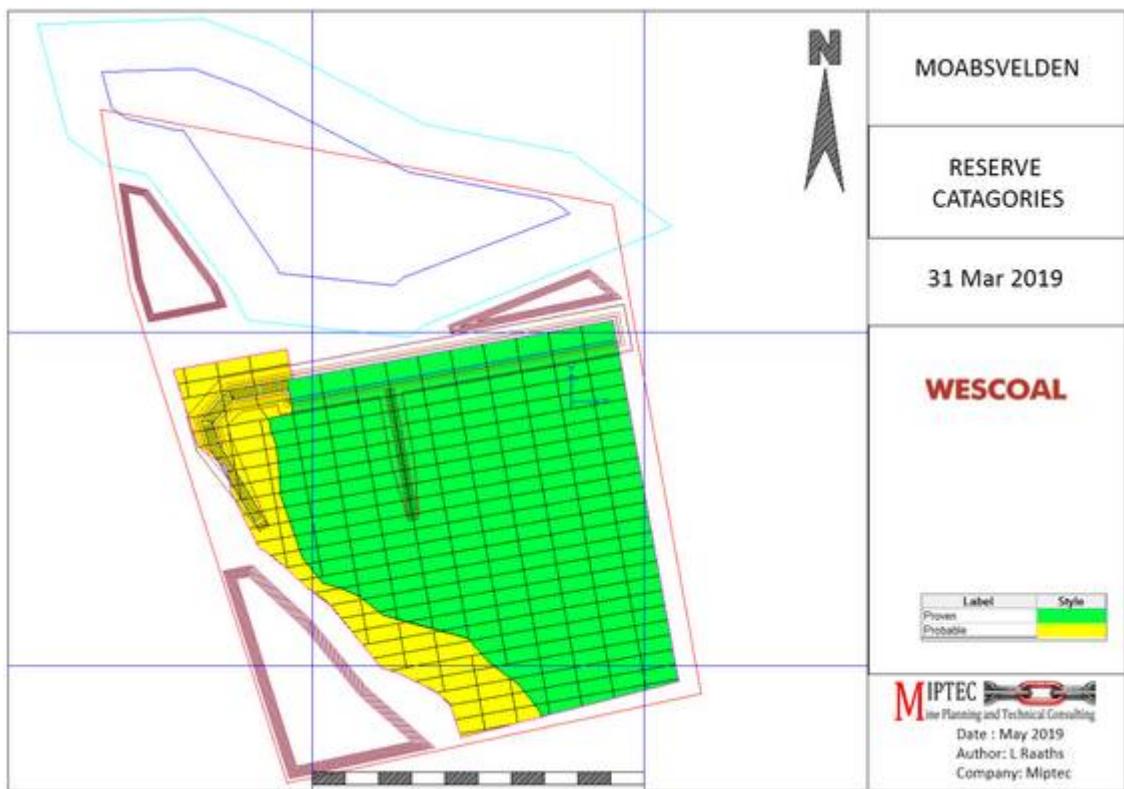 N
MOABSVELDEN
RESERVE
CATAGORIES
31 Mar 2019
WESCOAL
Label Style
Proven
Probable
MIPTEC
ine Planning and Technical Consulting
Date : May 2019
Author: L Raaths
Company: Miptec